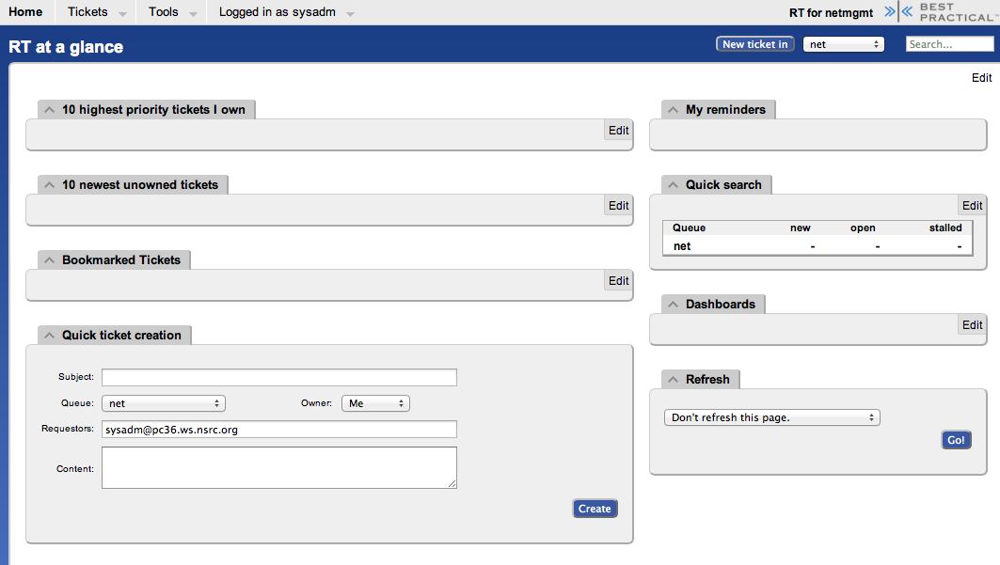 Home Tickets Tools Logged in as sysadm RT for netmgmt BEST PRACTICAL™
RT at a glance New ticket in net Search...
Edit
10 highest priority tickets I own
Edit
10 newest unowned tickets
Edit
Bookmarked Tickets
Edit
Quick ticket creation
Subject:
Queue: net Owner: Me
Requestors: sysadm@pc36.ws.nsrc.org
Content:
Create
My reminders
Quick search
Edit
Queue new open stalled
net - - -
Dashboards
Edit
Refresh
Don't refresh this page.
Go!